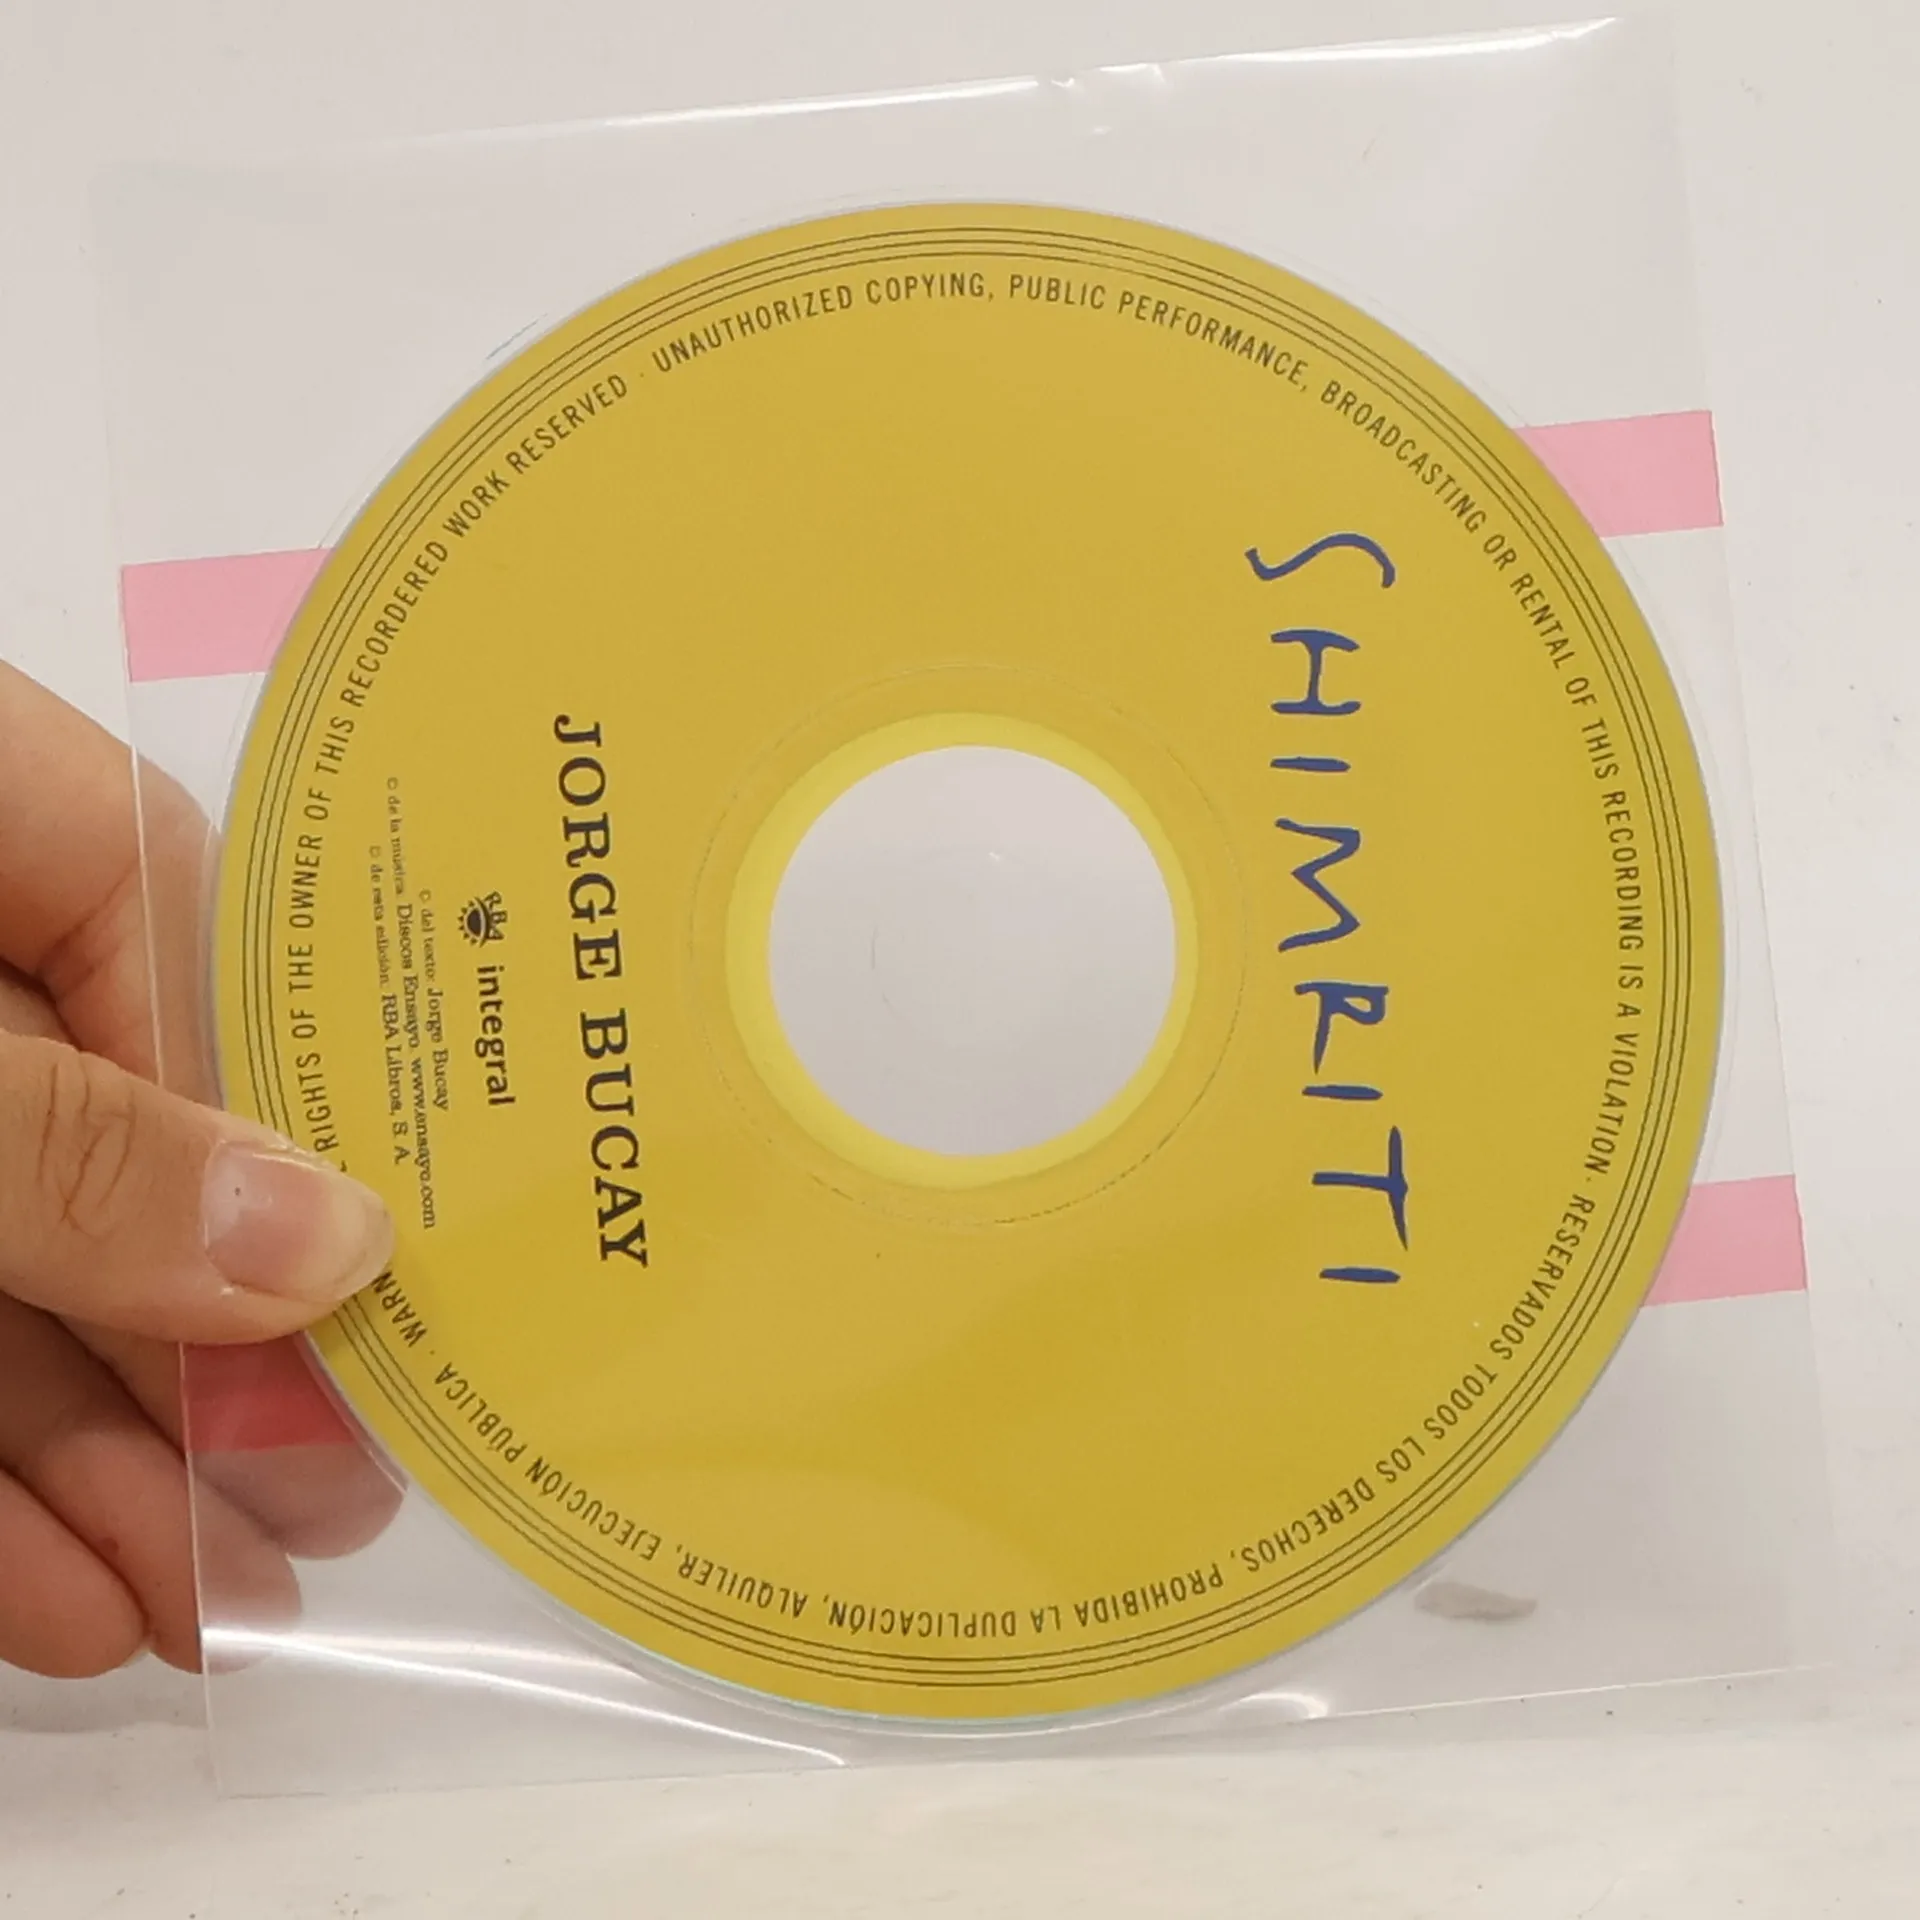 SHIMRITI
JORGE BUCAY
RBA integral
© del texto: Jorge Bucay
© de la música: Discos Ensayo. www.ensayo.com
© de esta edición: RBA Libros, S. A.
RIGHTS OF THE OWNER OF THIS RECORDERED WORK RESERVED · UNAUTHORIZED COPYING, PUBLIC PERFORMANCE, BROADCASTING OR RENTAL OF THIS RECORDING IS A VIOLATION · RESERVADOS TODOS LOS DERECHOS, PROHIBIDA LA DUPLICACIÓN, ALQUILER, EJECUCIÓN PÚBLICA · WARN